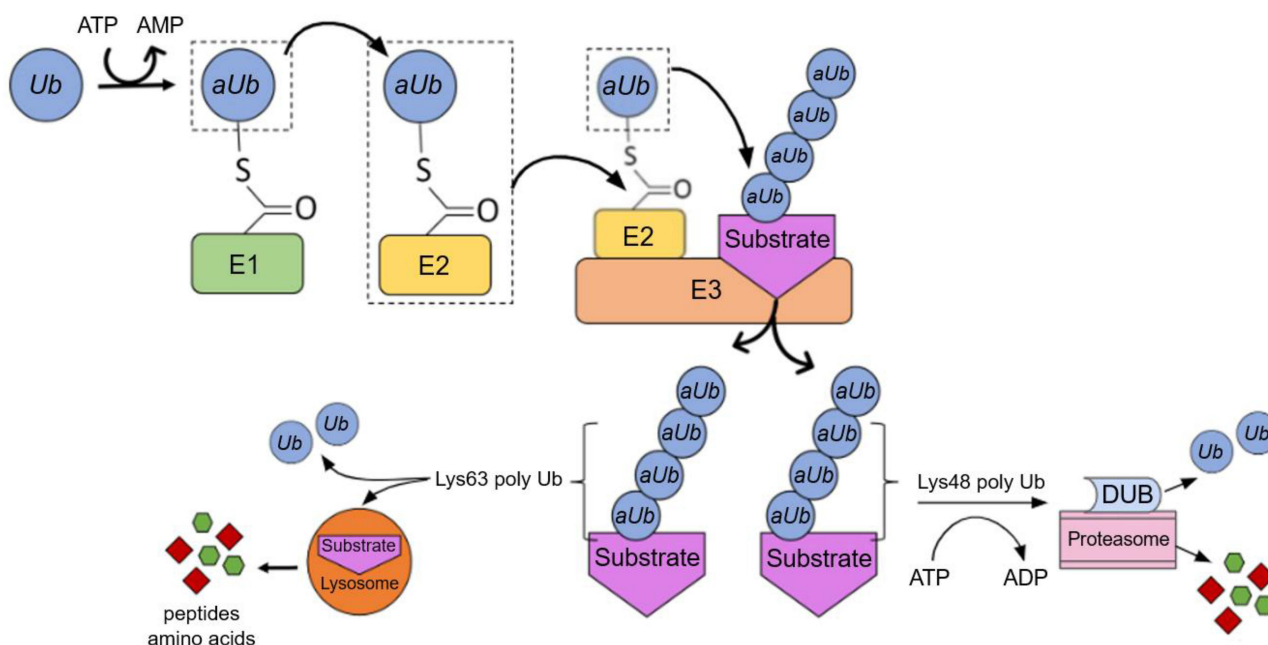 ATP AMP
Ub
aUb
aUb
aUb
aUb
aUb
aUb
aUb
S
S
S
O
O
O
E1
E2
E2
Substrate
E3
aUb
aUb
aUb
aUb
aUb
aUb
aUb
aUb
Ub
Ub
Lys63 poly Ub
Substrate
Lysosome
peptides
amino acids
Substrate
Substrate
Lys48 poly Ub
ATP
ADP
DUB
Proteasome
Ub
Ub